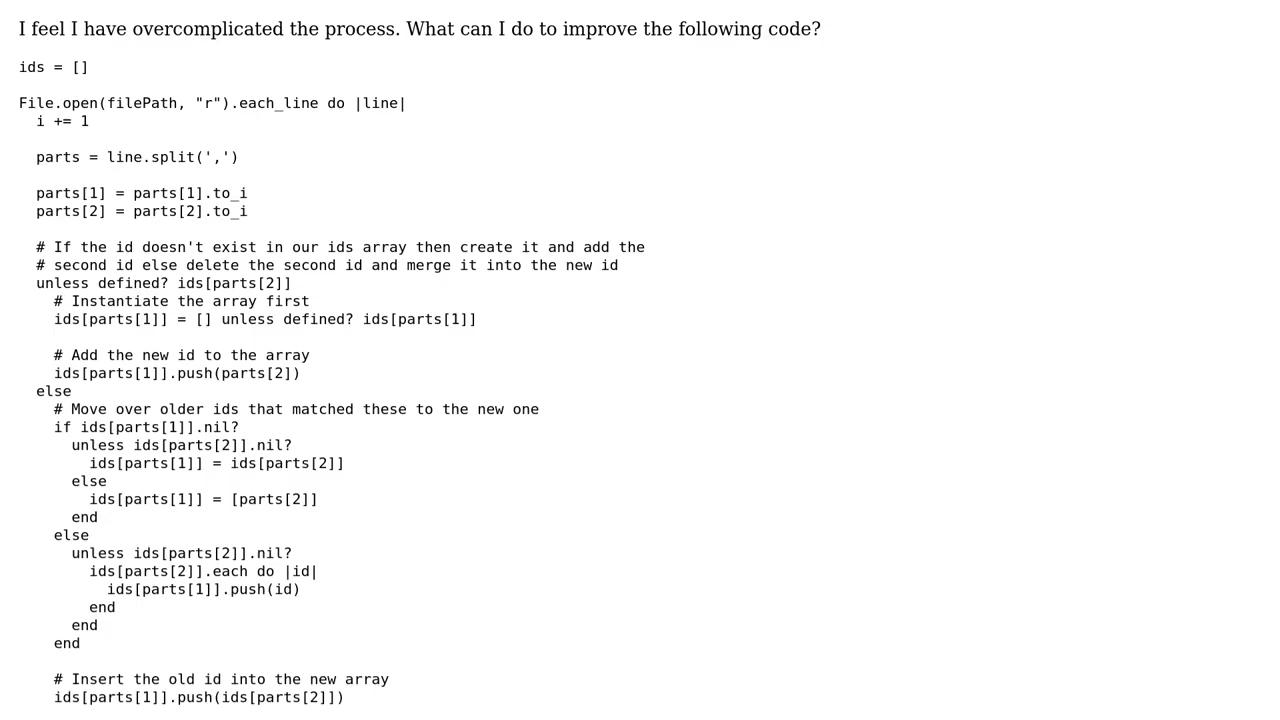 I feel I have overcomplicated the process. What can I do to improve the following code?
ids = []
File.open(filePath, "r").each_line do |line|
  i += 1
  parts = line.split(',')
  parts[1] = parts[1].to_i
  parts[2] = parts[2].to_i
  # If the id doesn't exist in our ids array then create it and add the
  # second id else delete the second id and merge it into the new id
  unless defined? ids[parts[2]]
    # Instantiate the array first
    ids[parts[1]] = [] unless defined? ids[parts[1]]
    # Add the new id to the array
    ids[parts[1]].push(parts[2])
  else
    # Move over older ids that matched these to the new one
    if ids[parts[1]].nil?
      unless ids[parts[2]].nil?
        ids[parts[1]] = ids[parts[2]]
      else
        ids[parts[1]] = [parts[2]]
      end
    else
      unless ids[parts[2]].nil?
        ids[parts[2]].each do |id|
          ids[parts[1]].push(id)
        end
      end
    end
    # Insert the old id into the new array
    ids[parts[1]].push(ids[parts[2]])